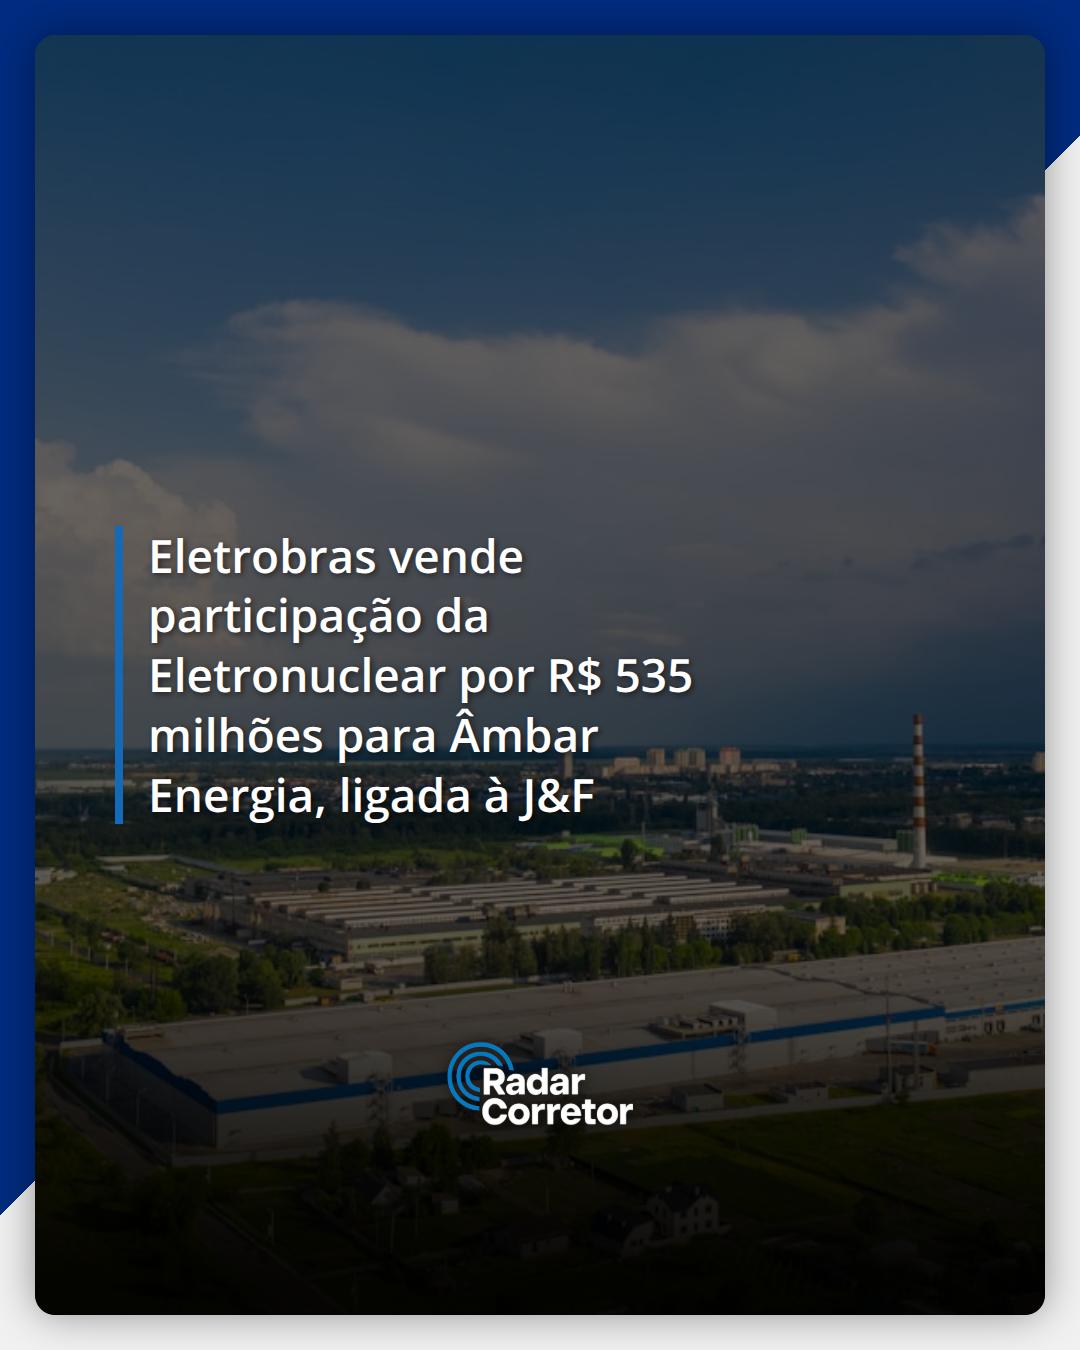 Eletrobras vende
participação da
Eletronuclear por R$ 535
milhões para Âmbar
Energia, ligada à J&F
Radar
Corretor